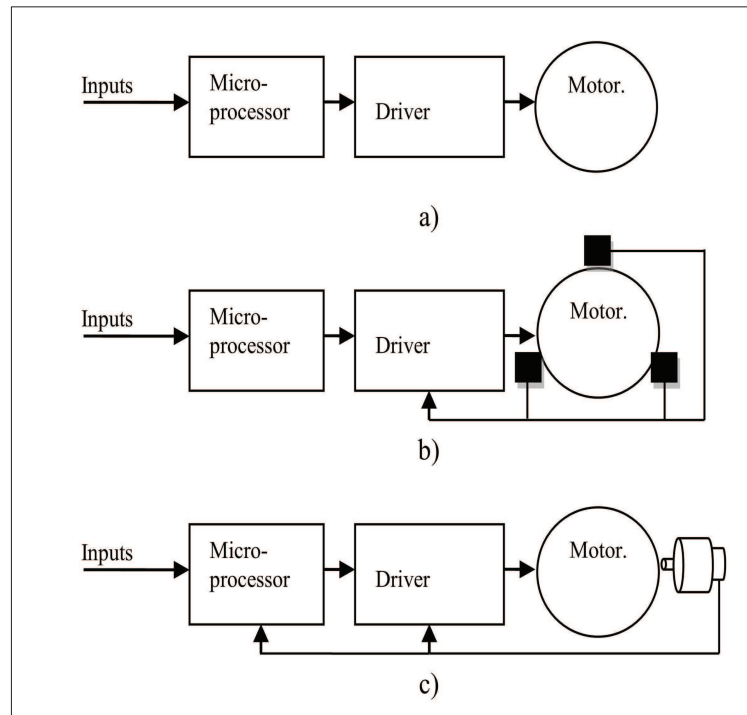 Inputs
Micro-
processor
Driver
Motor.
a)
Inputs
Micro-
processor
Driver
Motor.
b)
Inputs
Micro-
processor
Driver
Motor.
c)